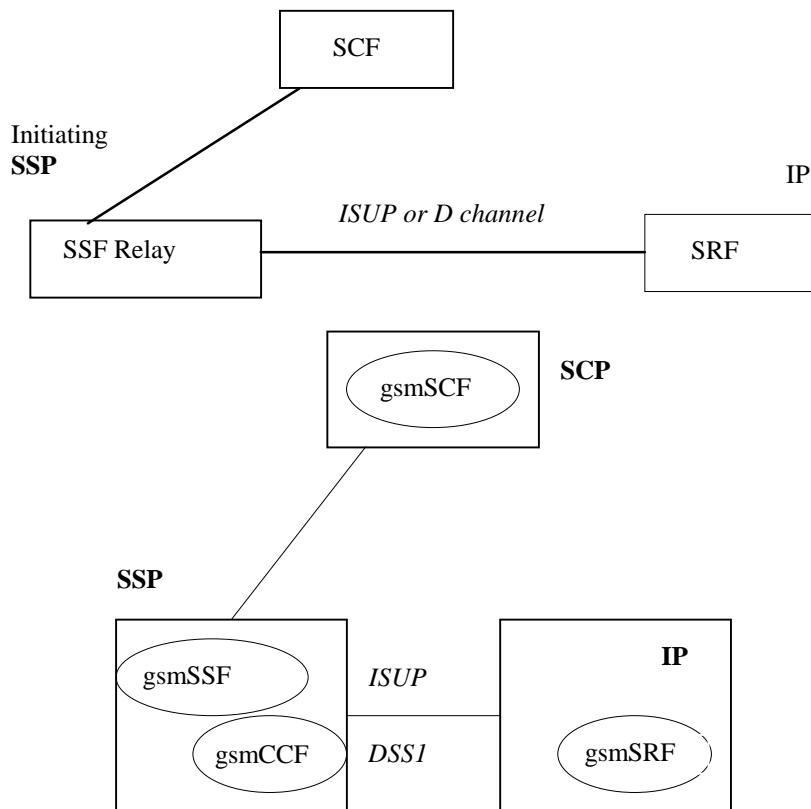 SCF
Initiating
SSP
IP
ISUP or D channel
SSF Relay
SRF
SCP
gsmSCF
SSP
IP
gsmSSF
ISUP
gsmCCF
DSS1
gsmSRF